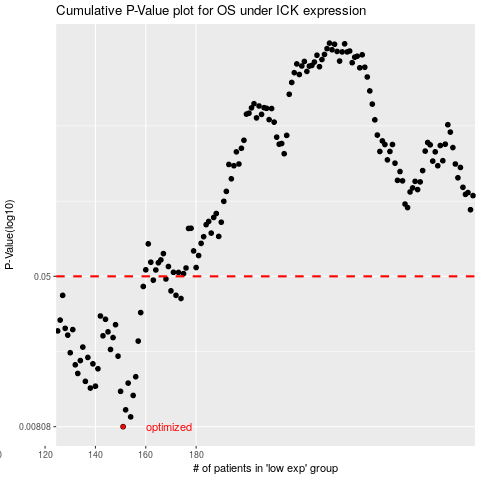 Cumulative P-Value plot for OS under ICK expression
P-Value(log10)
0.05
0.00808
optimized
0
120
140
160
180
# of patients in 'low exp' group